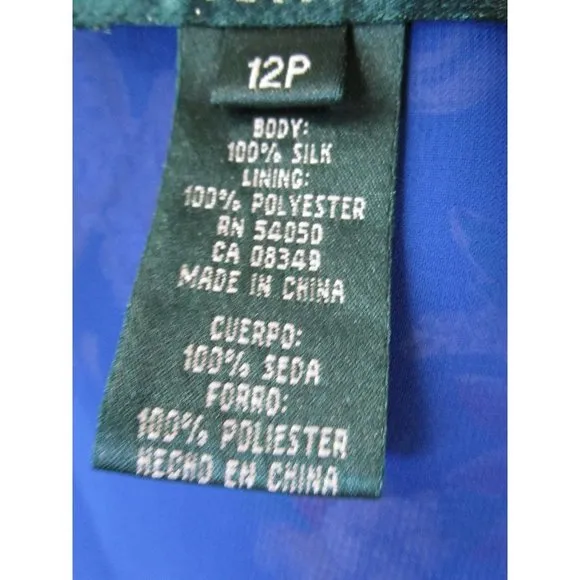 12P
BODY:
100% SILK
LINING:
100% POLYESTER
RN 54050
CA 08349
MADE IN CHINA
CUERPO:
100% SEDA
FORRO:
100% POLIESTER
HECHO EN CHINA